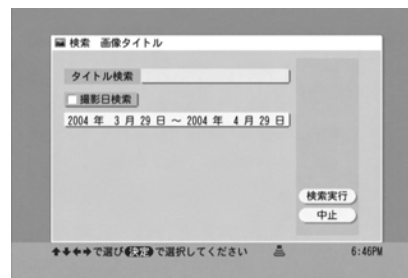 検索 画像タイトル
タイトル検索
撮影日検索
2004 年 3 月 29 日 ～ 2004 年 4 月 29 日
検索実行
中止
↑↓←→で選び決定で選択してください 6:46PM